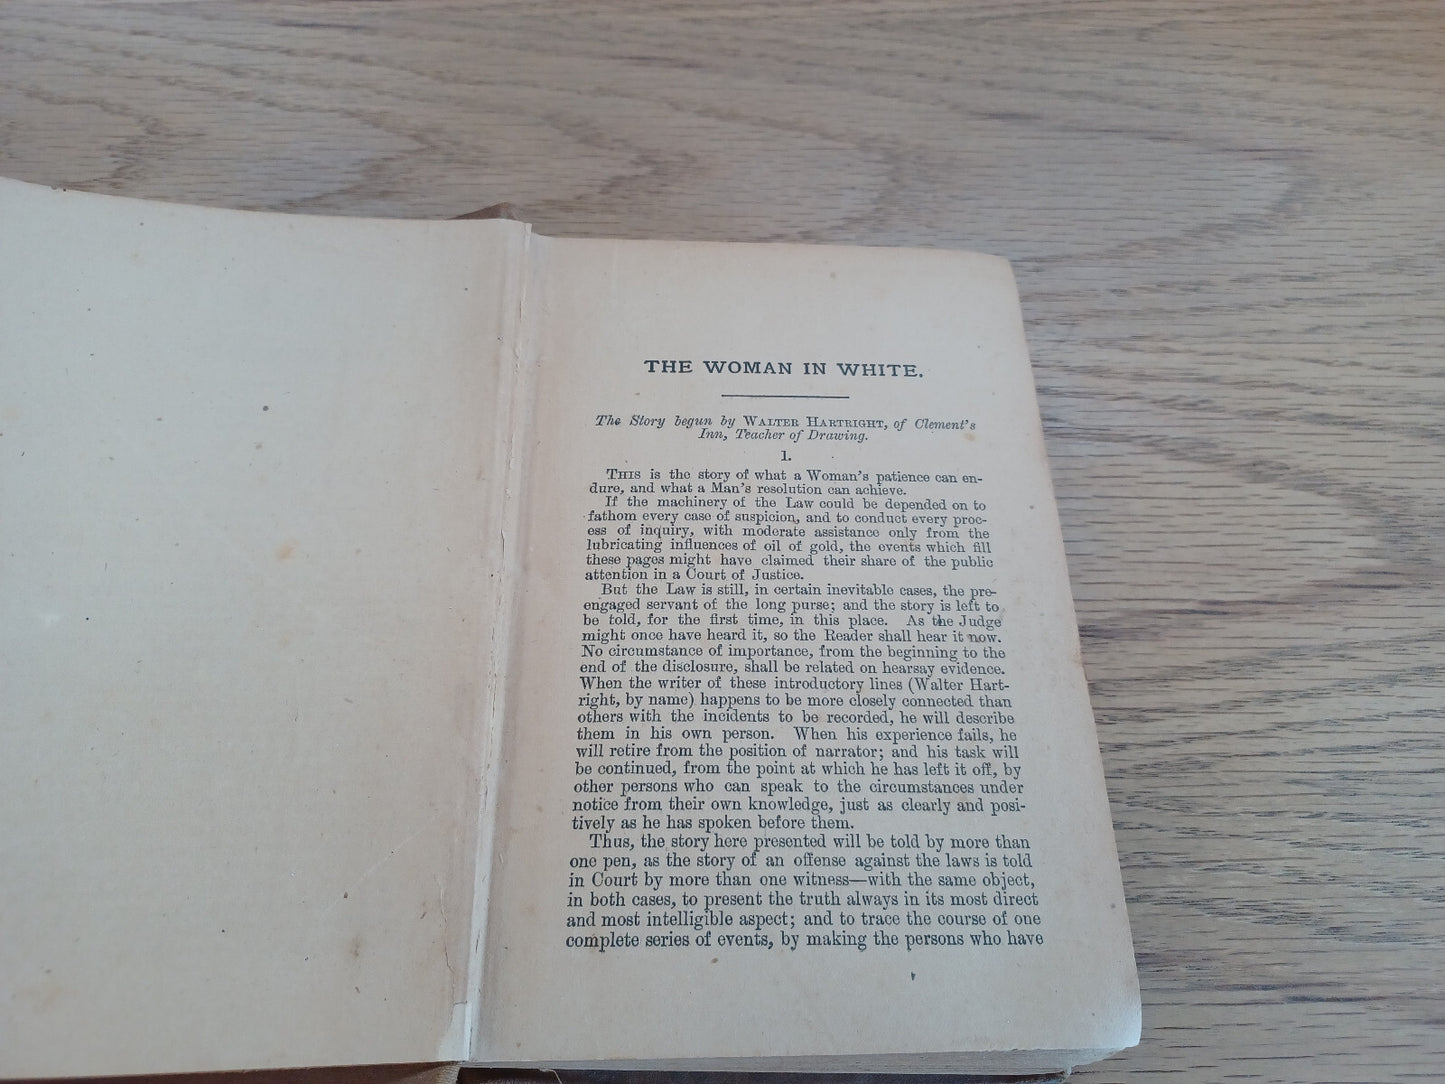 THE WOMAN IN WHITE.
The Story begun by WALTER HARTRIGHT, of Clement's
Inn, Teacher of Drawing.
1.
THIS is the story of what a Woman's patience can en-
dure, and what a Man's resolution can achieve.
If the machinery of the Law could be depended on to
fathom every case of suspicion, and to conduct every proc-
ess of inquiry, with moderate assistance only from the
lubricating influences of oil of gold, the events which fill
these pages might have claimed their share of the public
attention in a Court of Justice.
But the Law is still, in certain inevitable cases, the pre-
engaged servant of the long purse; and the story is left to
be told, for the first time, in this place. As the Judge
might once have heard it, so the Reader shall hear it now.
No circumstance of importance, from the beginning to the
end of the disclosure, shall be related on hearsay evidence.
When the writer of these introductory lines (Walter Hart-
right, by name) happens to be more closely connected than
others with the incidents to be recorded, he will describe
them in his own person. When his experience fails, he
will retire from the position of narrator; and his task will
be continued, from the point at which he has left it off, by
other persons who can speak to the circumstances under
notice from their own knowledge, just as clearly and posi-
tively as he has spoken before them.
Thus, the story here presented will be told by more than
one pen, as the story of an offense against the laws is told
in Court by more than one witness—with the same object,
in both cases, to present the truth always in its most direct
and most intelligible aspect; and to trace the course of one
complete series of events, by making the persons who have